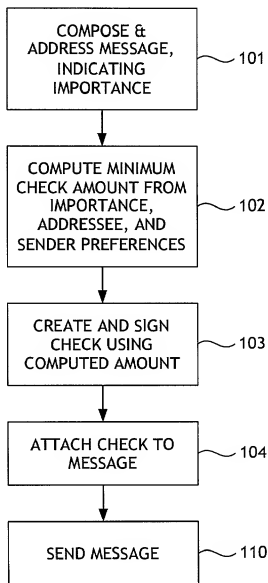 COMPOSE &
ADDRESS MESSAGE,
INDICATING
IMPORTANCE
101
COMPUTE MINIMUM
CHECK AMOUNT FROM
IMPORTANCE,
ADDRESSEE, AND
SENDER PREFERENCES
102
CREATE AND SIGN
CHECK USING
COMPUTED AMOUNT
103
ATTACH CHECK TO
MESSAGE
104
SEND MESSAGE
110